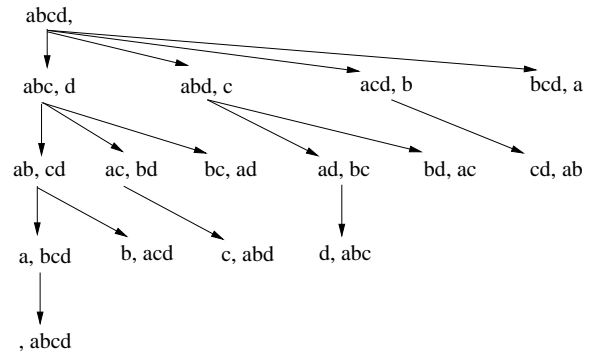 abcd,
abc, d abd, c acd, b bcd, a
ab, cd ac, bd bc, ad ad, bc bd, ac cd, ab
a, bcd b, acd c, abd d, abc
, abcd